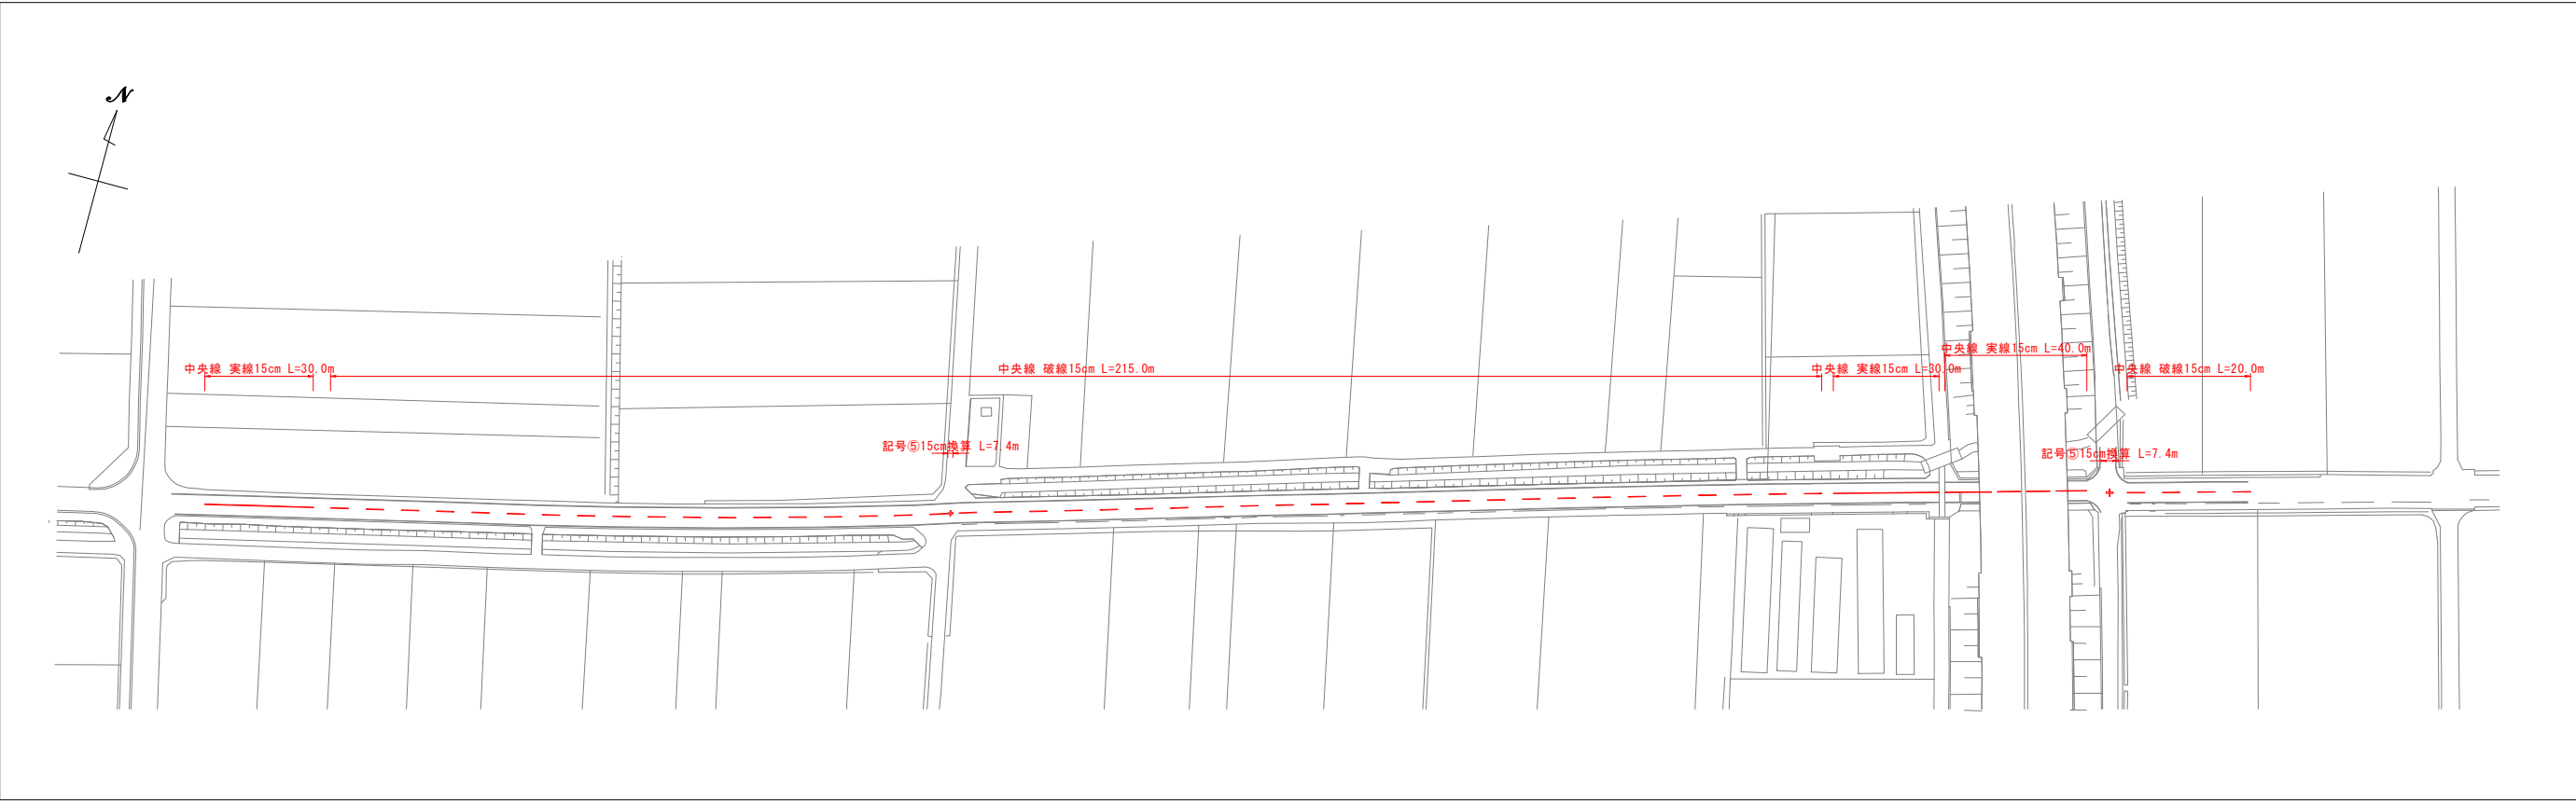 N
中央線 実線15cm L=40.0m
中央線 実線15cm L=30.0m
中央線 破線15cm L=215.0m
中央線 実線15cm L=30.0m
中央線 破線15cm L=20.0m
記号⑤15cm換算 L=7.4m
記号⑤15cm換算 L=7.4m